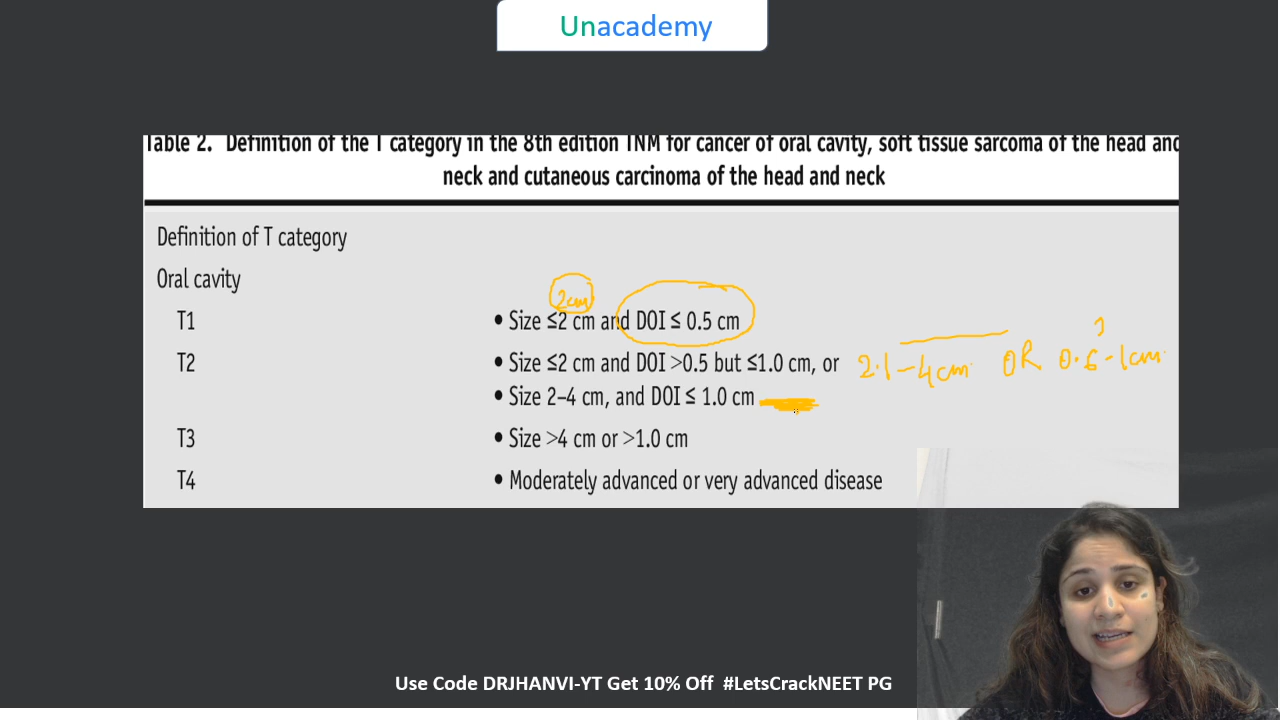 Unacademy
Table 2. Definition of the T category in the 8th edition TNM for cancer of oral cavity, soft tissue sarcoma of the head and
neck and cutaneous carcinoma of the head and neck
Definition of T category
Oral cavity
2cm
T1 • Size ≤2 cm and DOI ≤ 0.5 cm
T2 • Size ≤2 cm and DOI >0.5 but ≤1.0 cm, or 2.1-4cm OR 0.6-1cm
• Size 2–4 cm, and DOI ≤ 1.0 cm
T3 • Size >4 cm or >1.0 cm
T4 • Moderately advanced or very advanced disease
Use Code DRJHANVI-YT Get 10% Off #LetsCrackNEET PG